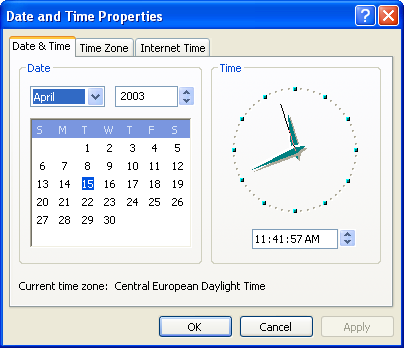 Date and Time Properties
Date & Time Time Zone Internet Time
Date Time
April 2003
S M T W T F S
1 2 3 4 5
6 7 8 9 10 11 12
13 14 15 16 17 18 19
20 21 22 23 24 25 26
27 28 29 30
11:41:57 AM
Current time zone: Central European Daylight Time
OK Cancel Apply